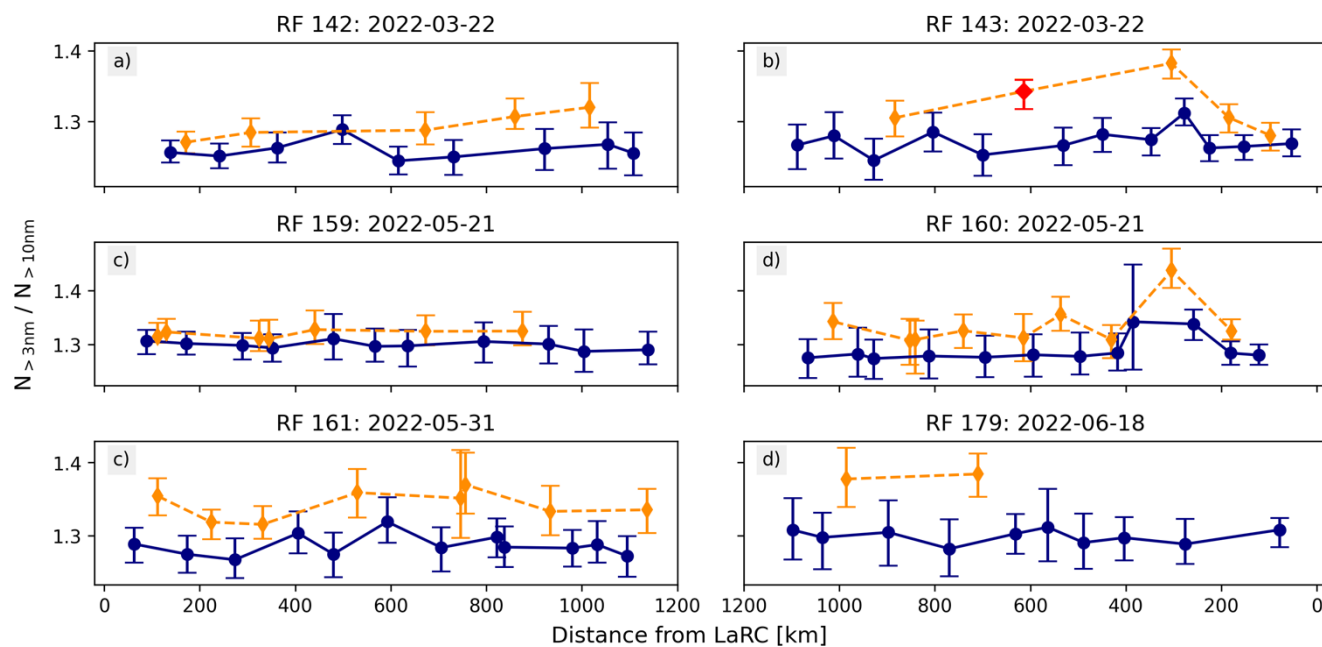 RF 142: 2022-03-22
RF 143: 2022-03-22
a)
b)
1.4
1.3
RF 159: 2022-05-21
RF 160: 2022-05-21
c)
d)
1.4
1.3
N > 3nm / N > 10nm
RF 161: 2022-05-31
RF 179: 2022-06-18
c)
d)
1.4
1.3
0 200 400 600 800 1000 1200
1200 1000 800 600 400 200 0
Distance from LaRC [km]